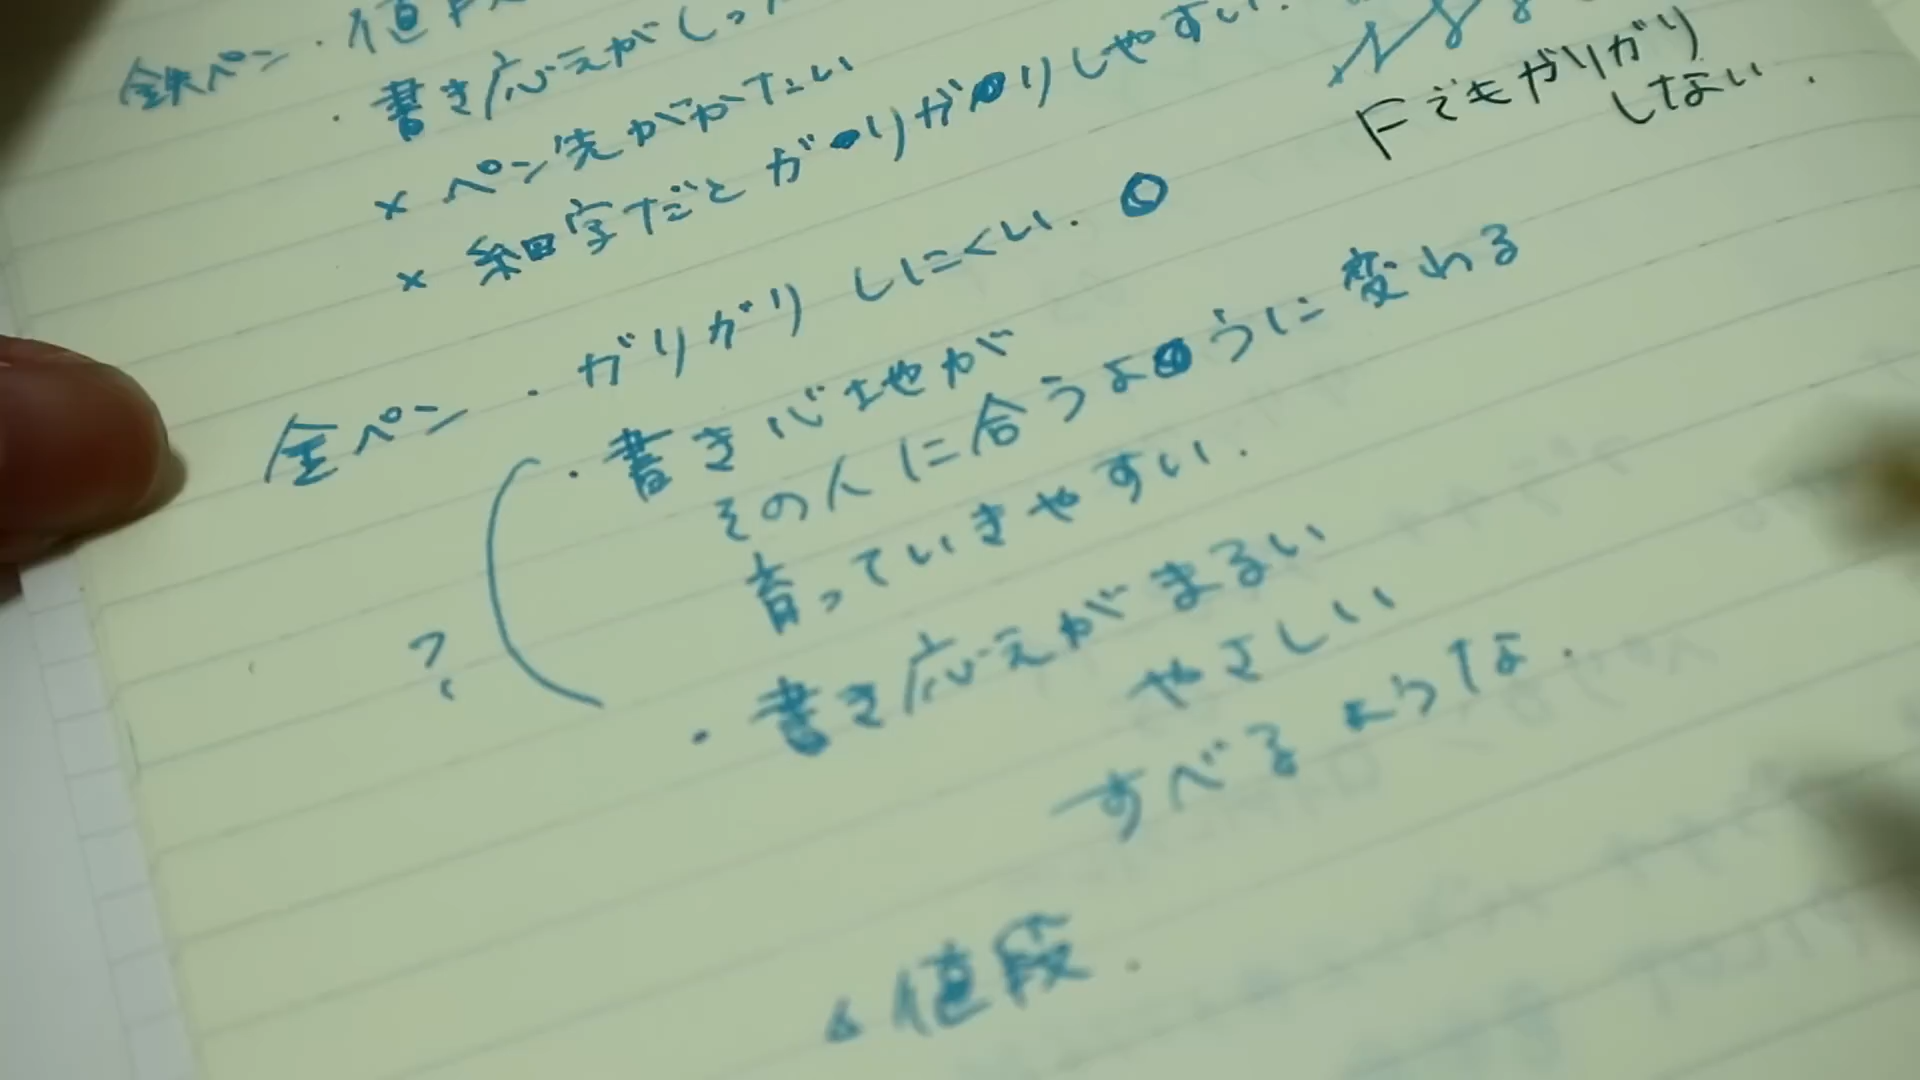 鉄ペン ・値段
・書き応えがしっ
× ペン先がかたい
× 細字だとガリガリしやすい.
Fでもガリガリ
しない.
金ペン ・ガリガリしにくい. ◎
・書き心地が
その人に合うように変わる
育っていきやすい.
?
・書き応えがまるい
やさしい
すべるような.
△ 値段.